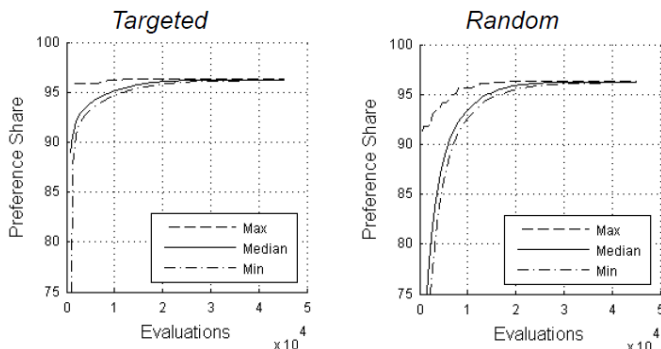 Targeted
100
95
90
85
80
75
Preference Share
Max
Median
Min
0 1 2 3 4 5
Evaluations
x 10 4
Random
100
95
90
85
80
75
Preference Share
Max
Median
Min
0 1 2 3 4 5
Evaluations
x 10 4